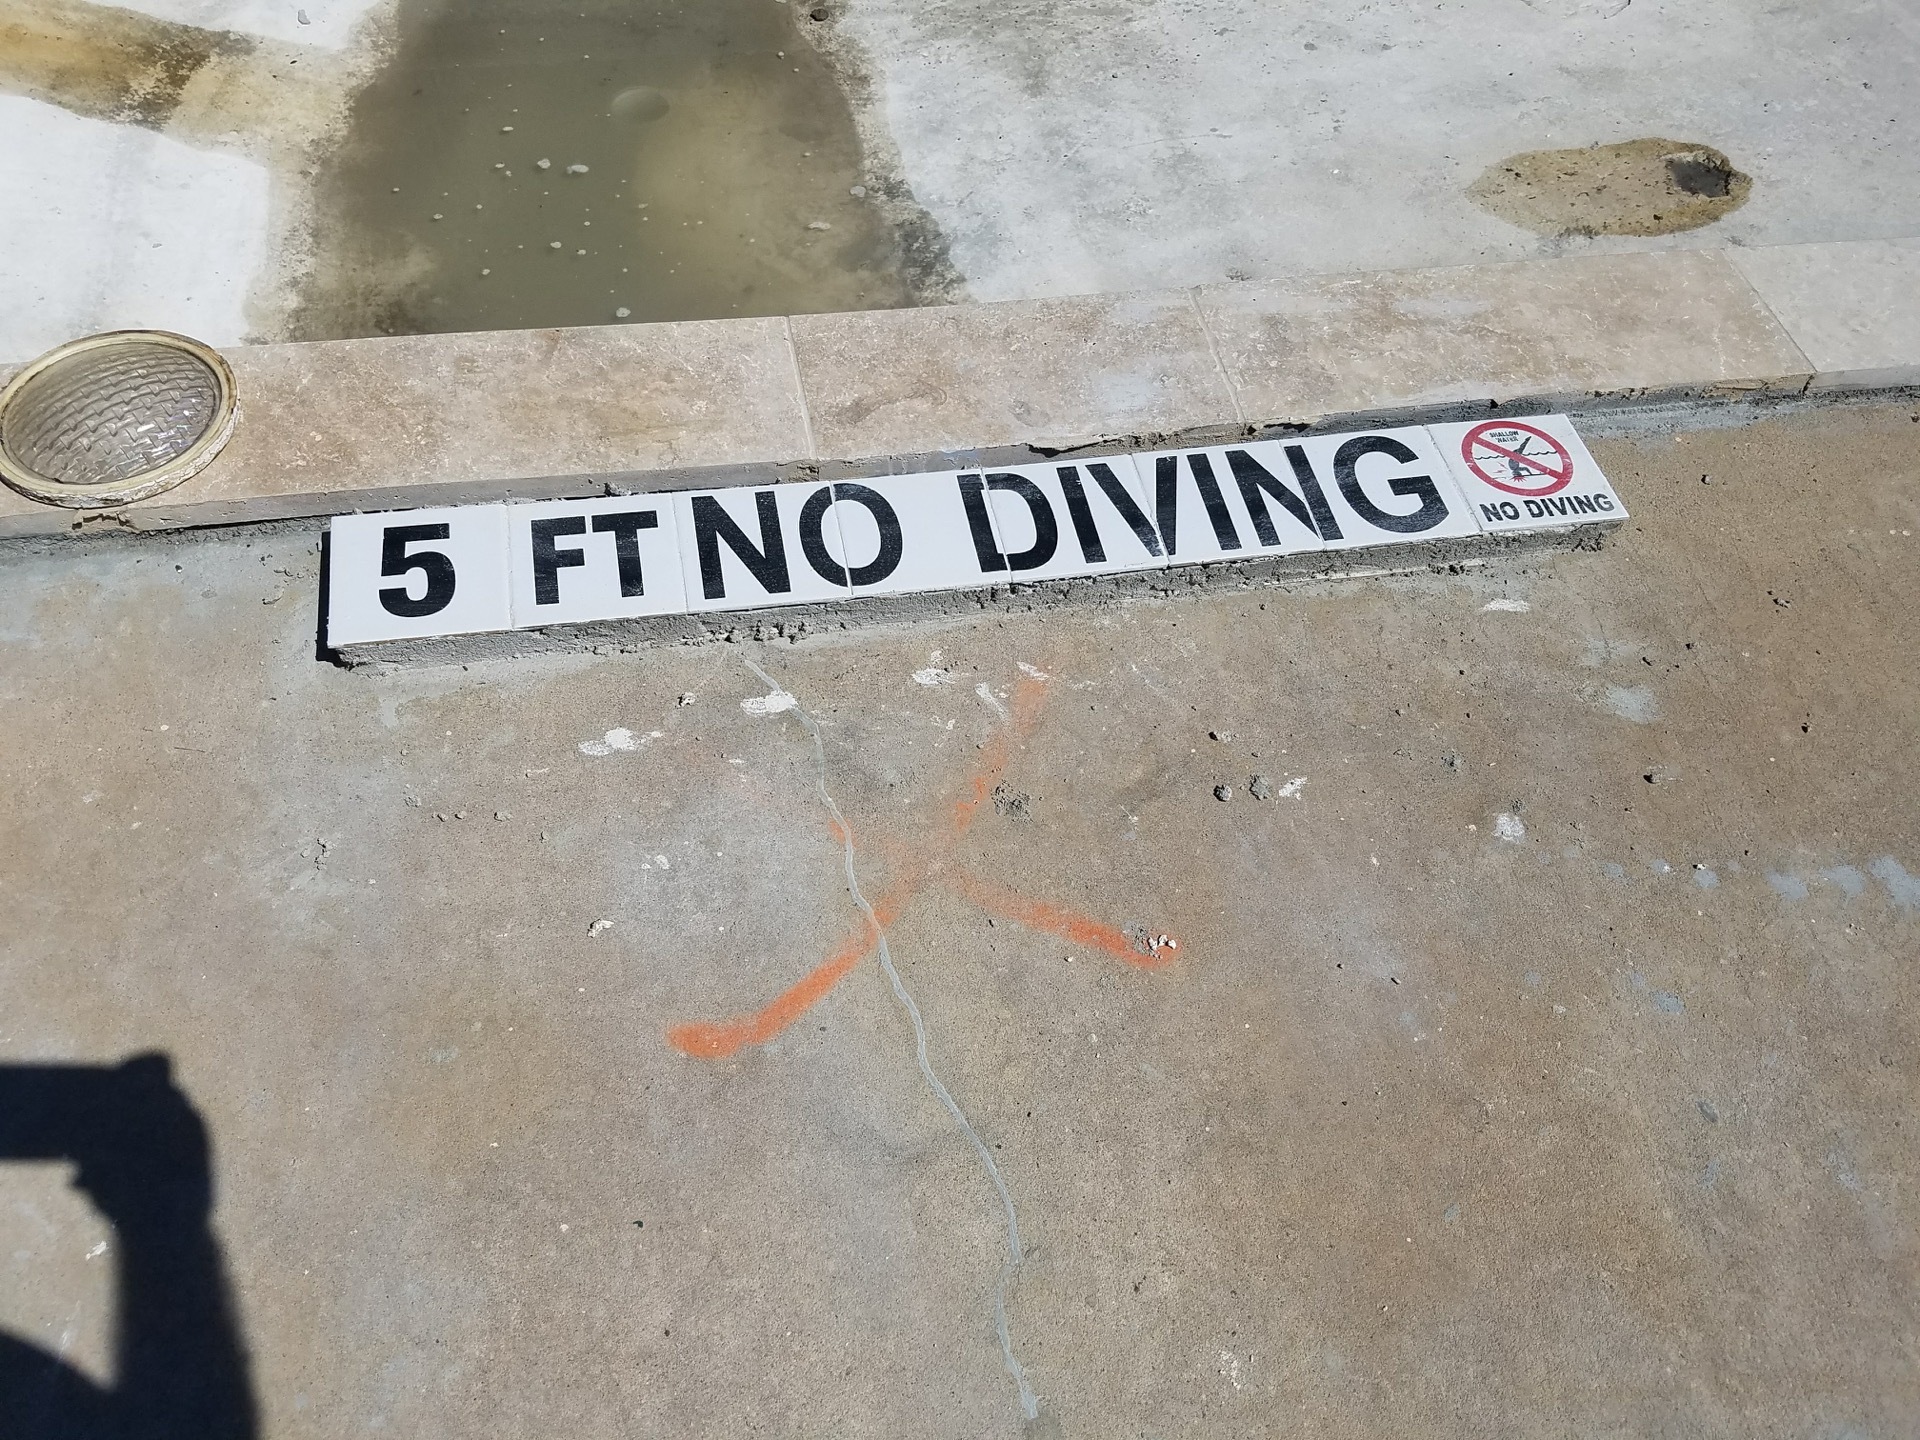 5 FT NO DIVING
SHALLOW
WATER
NO DIVING